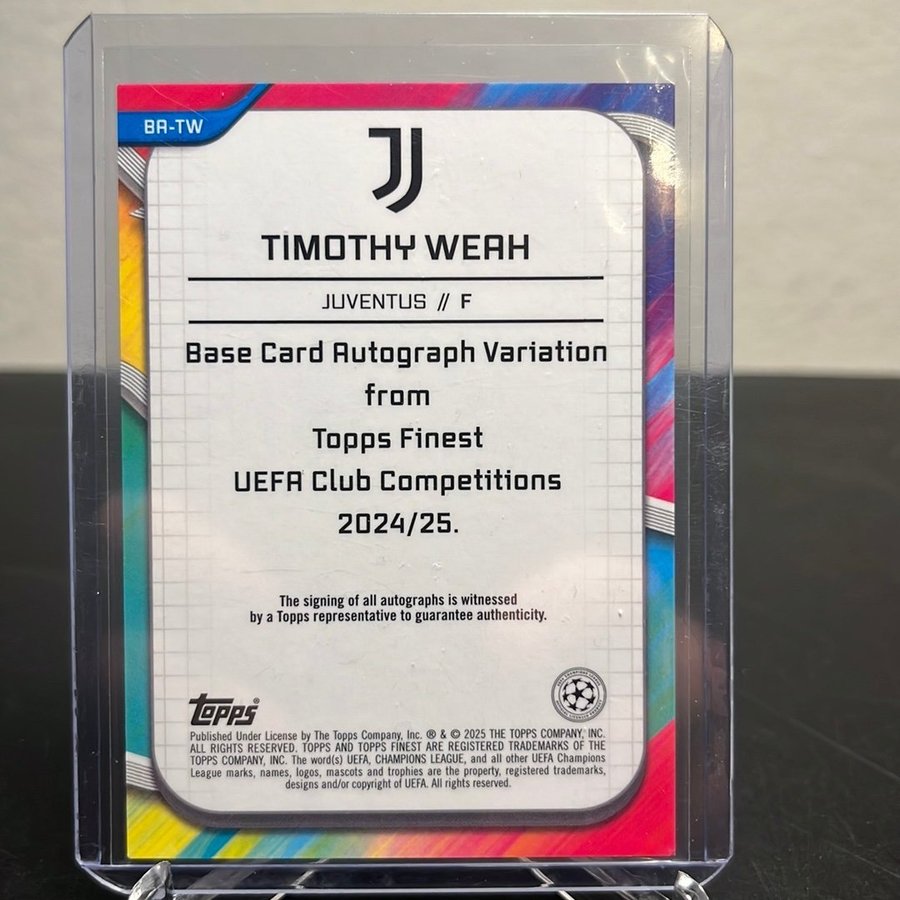 BA-TW
TIMOTHY WEAH
JUVENTUS // F
Base Card Autograph Variation
from
Topps Finest
UEFA Club Competitions
2024/25.
The signing of all autographs is witnessed
by a Topps representative to guarantee authenticity.
topps®
Published Under License by The Topps Company, Inc. ® & © 2025 THE TOPPS COMPANY, INC.
ALL RIGHTS RESERVED. TOPPS AND TOPPS FINEST ARE REGISTERED TRADEMARKS OF THE
TOPPS COMPANY, INC. The word(s) UEFA, CHAMPIONS LEAGUE, and all other UEFA Champions
League marks, names, logos, mascots and trophies are the property, registered trademarks,
designs and/or copyright of UEFA. All rights reserved.